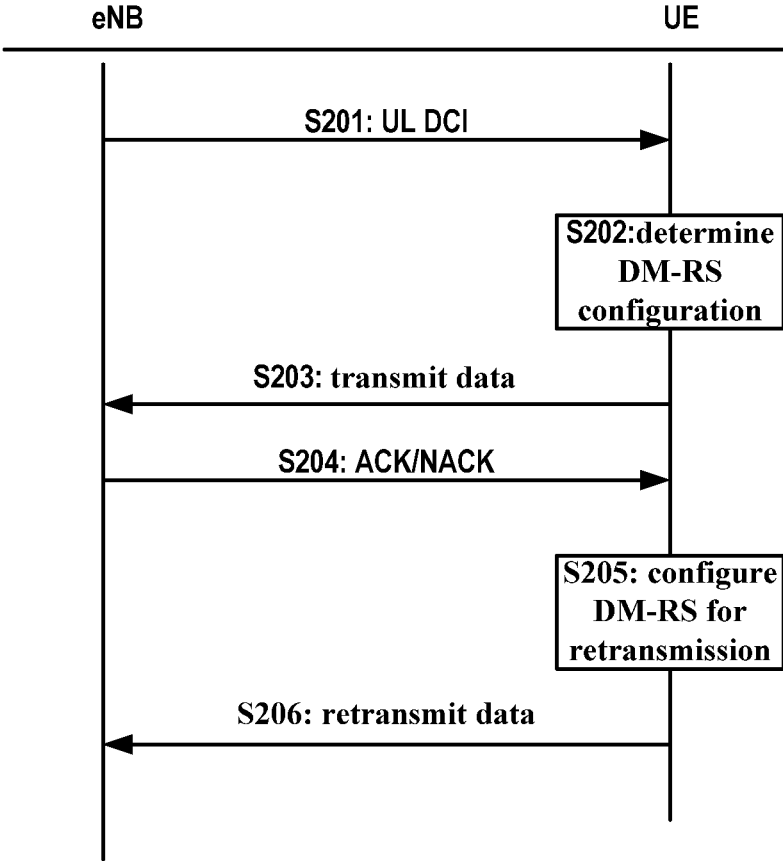 eNB
UE
S201: UL DCI
S202:determine
DM-RS
configuration
S203: transmit data
S204: ACK/NACK
S205: configure
DM-RS for
retransmission
S206: retransmit data